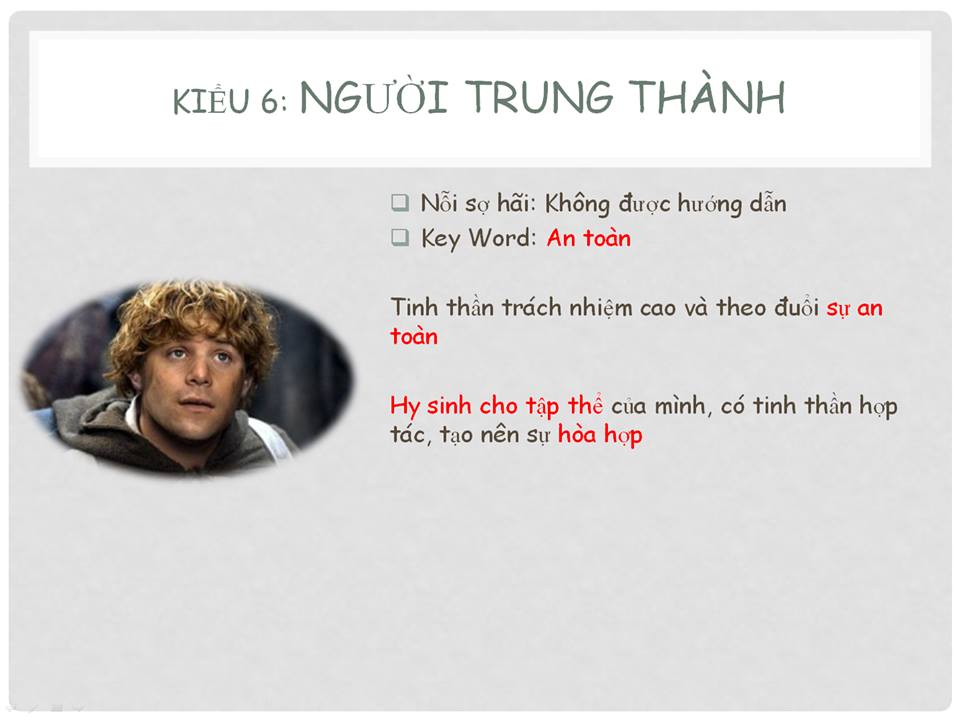 KIỂU 6: NGƯỜI TRUNG THÀNH
Nỗi sợ hãi: Không được hướng dẫn
Key Word: An toàn
Tinh thần trách nhiệm cao và theo đuổi sự an
toàn
Hy sinh cho tập thể của mình, có tinh thần hợp
tác, tạo nên sự hòa hợp